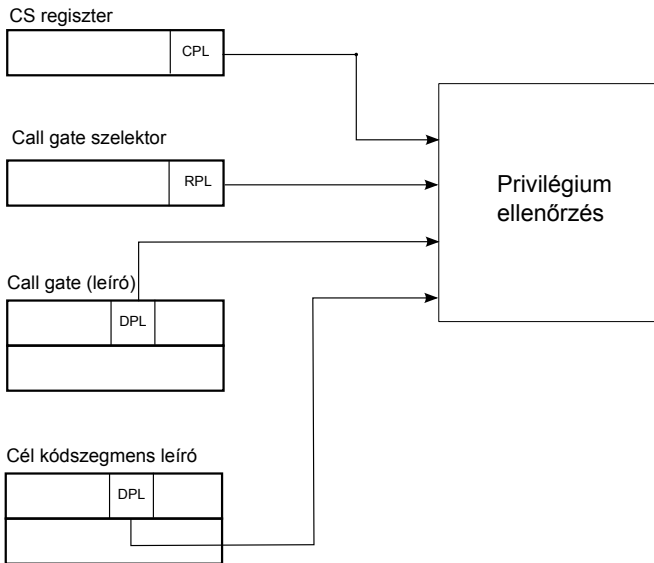 CS regiszter
CPL
Call gate szelektor
RPL
Privilégium
ellenőrzés
Call gate (leíró)
DPL
Cél kódszegmens leíró
DPL